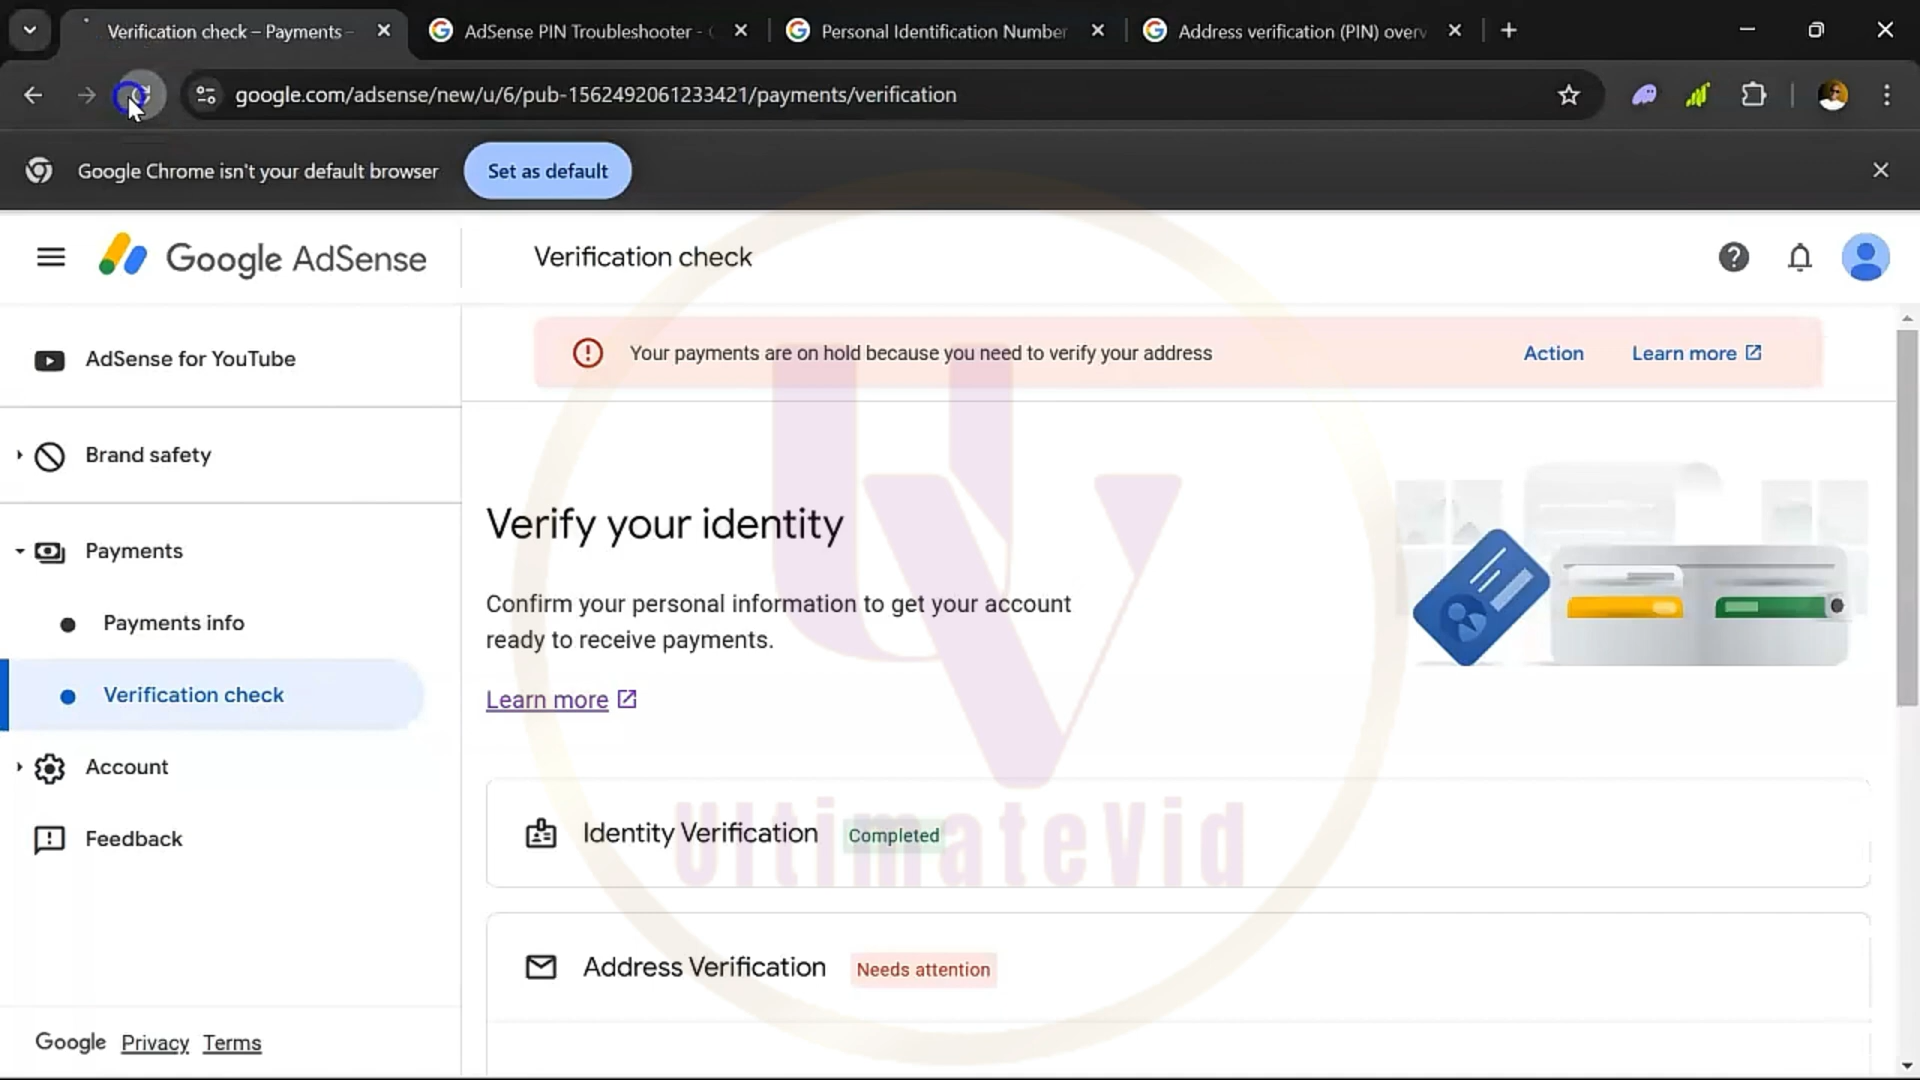 Verification check – Payments –
AdSense PIN Troubleshooter -
Personal Identification Number
Address verification (PIN) over
google.com/adsense/new/u/6/pub-1562492061233421/payments/verification
Google Chrome isn't your default browser
Set as default
Google AdSense
Verification check
AdSense for YouTube
Your payments are on hold because you need to verify your address
Action
Learn more
Brand safety
Verify your identity
Payments
Confirm your personal information to get your account
ready to receive payments.
Payments info
Learn more
Verification check
Account
Identity Verification
Completed
UltimateVid
Feedback
Address Verification
Needs attention
Google
Privacy
Terms